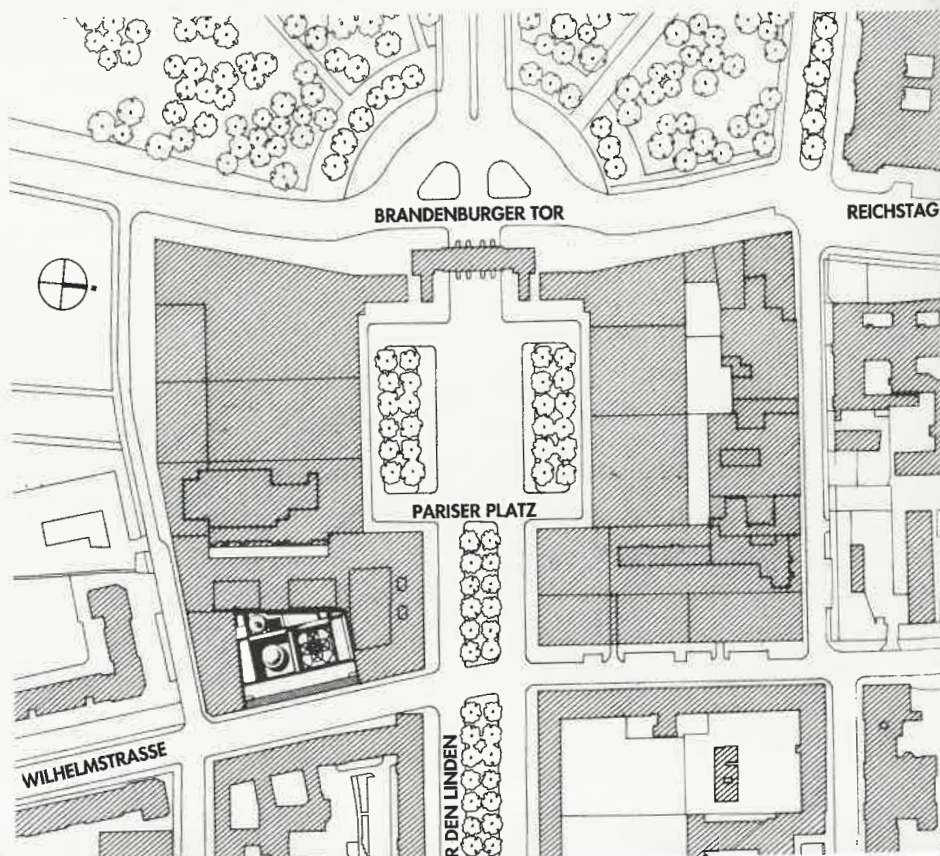 BRANDENBURGER TOR
REICHSTAG
PARISER PLATZ
WILHELMSTRASSE
R DEN LINDEN